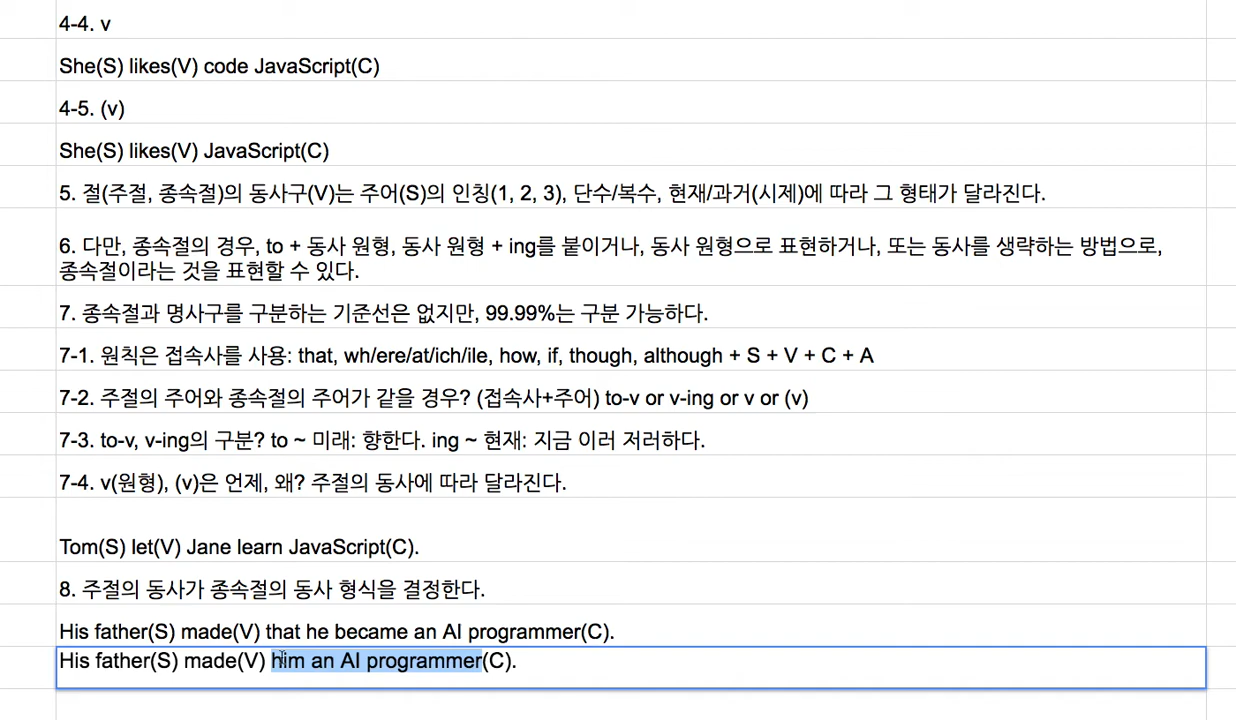 4-4. v
She(S) likes(V) code JavaScript(C)
4-5. (v)
She(S) likes(V) JavaScript(C)
5. 절(주절, 종속절)의 동사구(V)는 주어(S)의 인칭(1, 2, 3), 단수/복수, 현재/과거(시제)에 따라 그 형태가 달라진다.
6. 다만, 종속절의 경우, to + 동사 원형, 동사 원형 + ing를 붙이거나, 동사 원형으로 표현하거나, 또는 동사를 생략하는 방법으로,
종속절이라는 것을 표현할 수 있다.
7. 종속절과 명사구를 구분하는 기준선은 없지만, 99.99%는 구분 가능하다.
7-1. 원칙은 접속사를 사용: that, wh/ere/at/ich/ile, how, if, though, although + S + V + C + A
7-2. 주절의 주어와 종속절의 주어가 같을 경우? (접속사+주어) to-v or v-ing or v or (v)
7-3. to-v, v-ing의 구분? to ~ 미래: 향한다. ing ~ 현재: 지금 이러 저러하다.
7-4. v(원형), (v)은 언제, 왜? 주절의 동사에 따라 달라진다.
Tom(S) let(V) Jane learn JavaScript(C).
8. 주절의 동사가 종속절의 동사 형식을 결정한다.
His father(S) made(V) that he became an AI programmer(C).
His father(S) made(V) him an AI programmer(C).